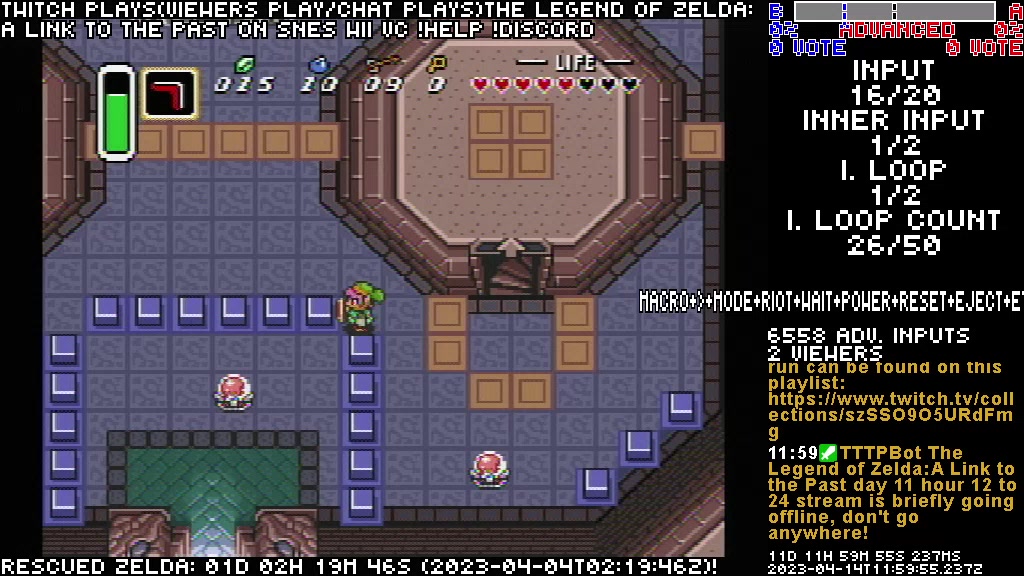 TWITCH PLAYS(VIEWERS PLAY/CHAT PLAYS)THE LEGEND OF ZELDA:
A LINK TO THE PAST ON SNES WII VC !HELP !DISCORD
B A
0% ADVANCED 0%
0 VOTE 0 VOTE
015 10 09 0
— LIFE —
INPUT
16/20
INNER INPUT
1/2
I. LOOP
1/2
I. LOOP COUNT
26/50
MACRO+>+MODE+RIOT+WAIT+POWER+RESET+EJECT+E
6558 ADV. INPUTS
2 VIEWERS
run can be found on this
playlist:
https://www.twitch.tv/coll
ections/szSSO9O5URdFm
g
11:59 TTTPBot The
Legend of Zelda:A Link to
the Past day 11 hour 12 to
24 stream is briefly going
offline, don't go
anywhere!
11D 11H 59M 55S 237MS
2023-04-14T11:59:55.237Z
RESCUED ZELDA: 01D 02H 19M 46S (2023-04-04T02:19:46Z)!